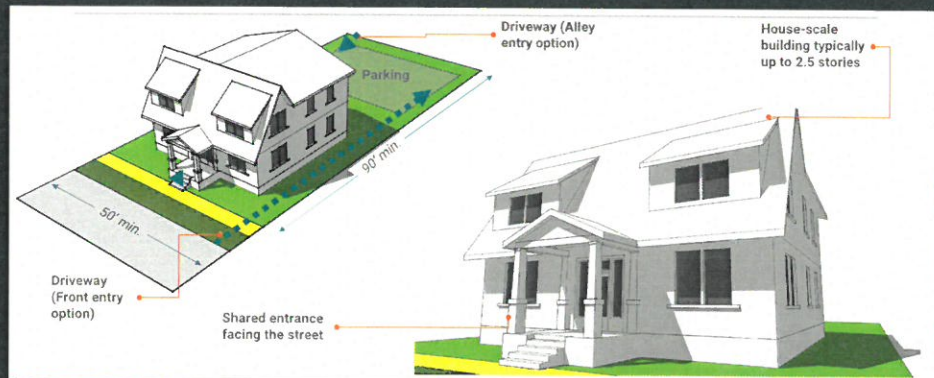 Driveway (Alley
entry option)
House-scale
building typically
up to 2.5 stories
Parking
90' min.
50' min.
Driveway
(Front entry
option)
Shared entrance
facing the street